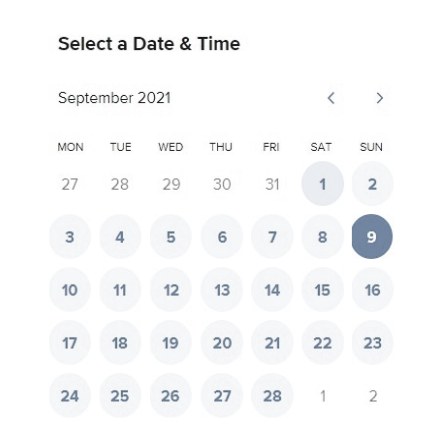 Select a Date & Time
September 2021
MON TUE WED THU FRI SAT SUN
27 28 29 30 31 1 2
3 4 5 6 7 8 9
10 11 12 13 14 15 16
17 18 19 20 21 22 23
24 25 26 27 28 1 2